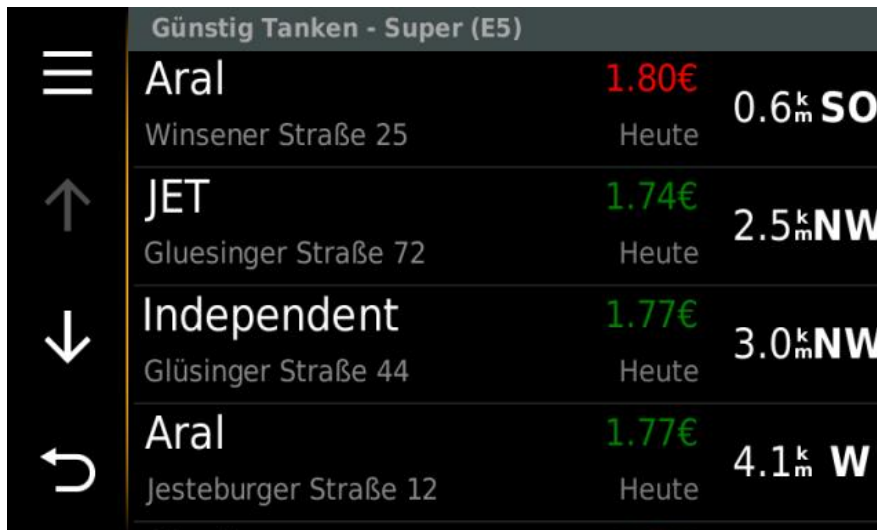 Günstig Tanken - Super (E5)
Aral 1.80€ 0.6km SO
Winsener Straße 25 Heute
JET 1.74€ 2.5km NW
Gluesinger Straße 72 Heute
Independent 1.77€ 3.0km NW
Glüsinger Straße 44 Heute
Aral 1.77€ 4.1km W
Jesteburger Straße 12 Heute